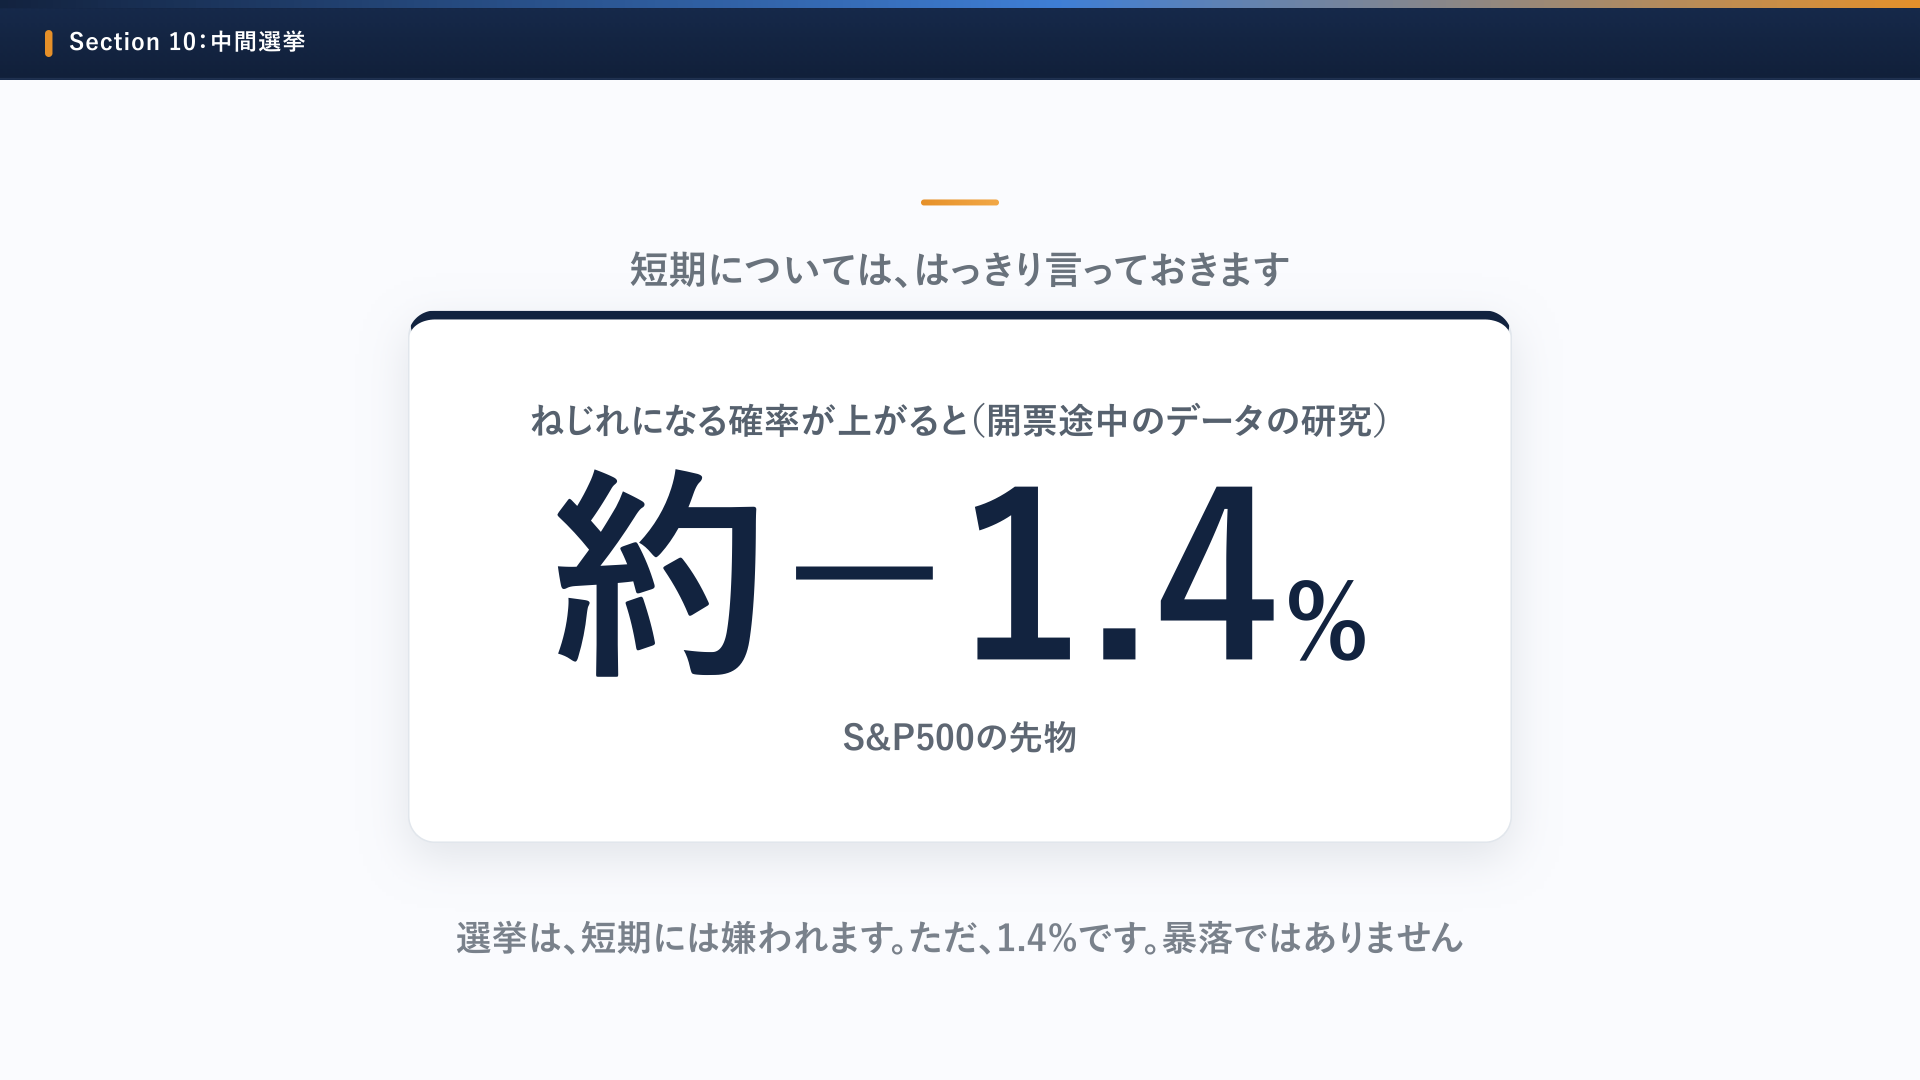 Section 10：中間選挙
短期については、はっきり言っておきます
ねじれになる確率が上がると（開票途中のデータの研究）
約－1.4%
S&P500の先物
選挙は、短期には嫌われます。ただ、1.4%です。暴落ではありません